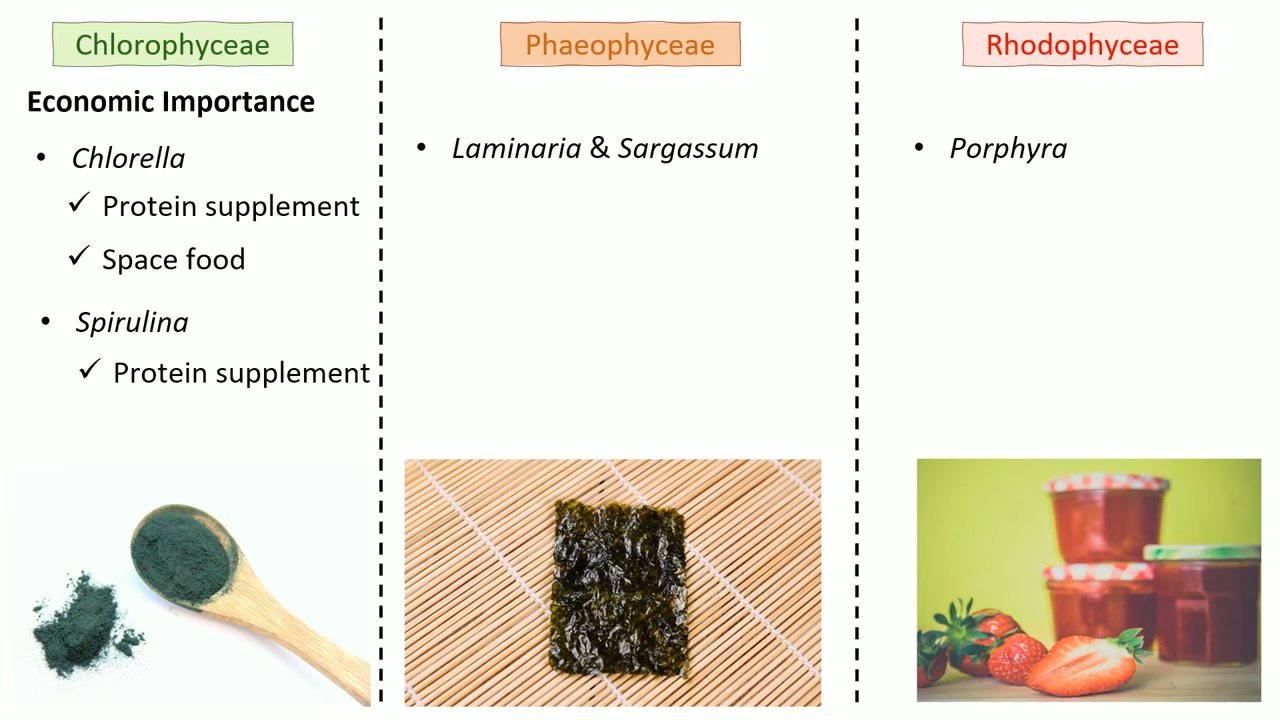 Chlorophyceae
Economic Importance
• Chlorella
✓ Protein supplement
✓ Space food
• Spirulina
✓ Protein supplement
Phaeophyceae
• Laminaria & Sargassum
Rhodophyceae
• Porphyra